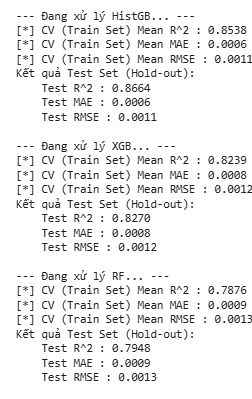 --- Đang xử lý HistGB... ---
[*] CV (Train Set) Mean R^2 : 0.8538
[*] CV (Train Set) Mean MAE : 0.0006
[*] CV (Train Set) Mean RMSE : 0.0011
Kết quả Test Set (Hold-out):
Test R^2 : 0.8664
Test MAE : 0.0006
Test RMSE : 0.0011
--- Đang xử lý XGB... ---
[*] CV (Train Set) Mean R^2 : 0.8239
[*] CV (Train Set) Mean MAE : 0.0008
[*] CV (Train Set) Mean RMSE : 0.0012
Kết quả Test Set (Hold-out):
Test R^2 : 0.8270
Test MAE : 0.0008
Test RMSE : 0.0012
--- Đang xử lý RF... ---
[*] CV (Train Set) Mean R^2 : 0.7876
[*] CV (Train Set) Mean MAE : 0.0009
[*] CV (Train Set) Mean RMSE : 0.0013
Kết quả Test Set (Hold-out):
Test R^2 : 0.7948
Test MAE : 0.0009
Test RMSE : 0.0013